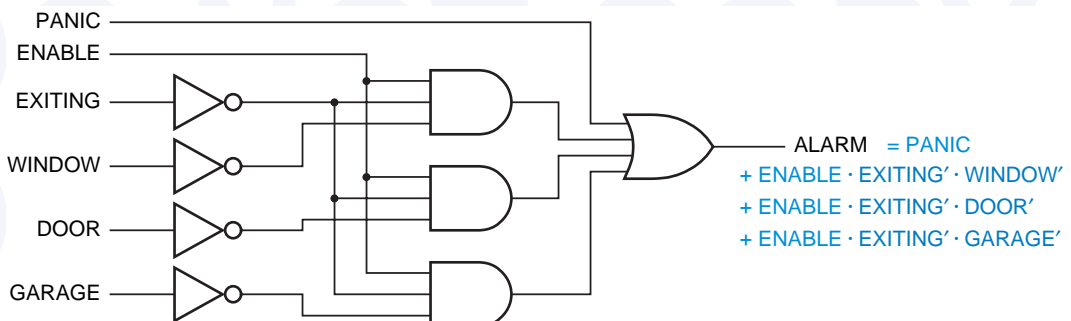 PANIC
ENABLE
EXITING
WINDOW
DOOR
GARAGE
ALARM = PANIC
+ ENABLE · EXITING′ · WINDOW′
+ ENABLE · EXITING′ · DOOR′
+ ENABLE · EXITING′ · GARAGE′